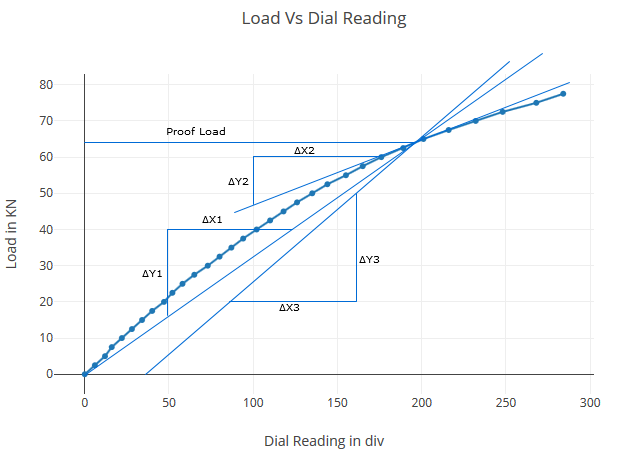 Load Vs Dial Reading
80
70
Proof Load
60
ΔX2
ΔY2
50
ΔX1
40
ΔY3
30
ΔY1
20
ΔX3
10
0
0 50 100 150 200 250 300
Load in KN
Dial Reading in div